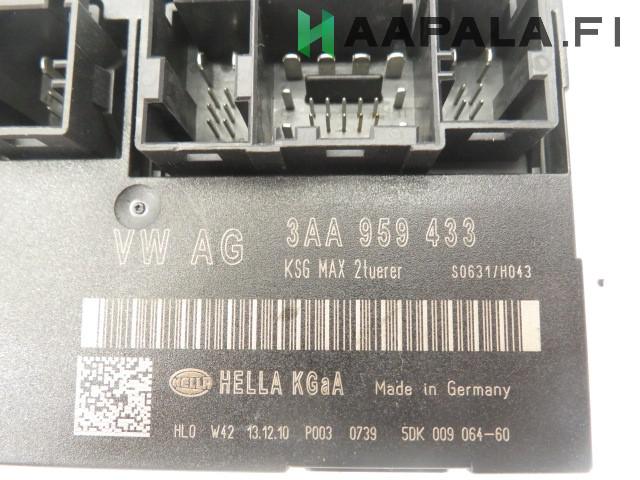 HAAPALA.FI
VW AG 3AA 959 433
KSG MAX 2luerer S0631/H043
HELLA HELLA KGaA Made in Germany
HLO W42 13.12.10 P003 0739 5DK 009 064-60